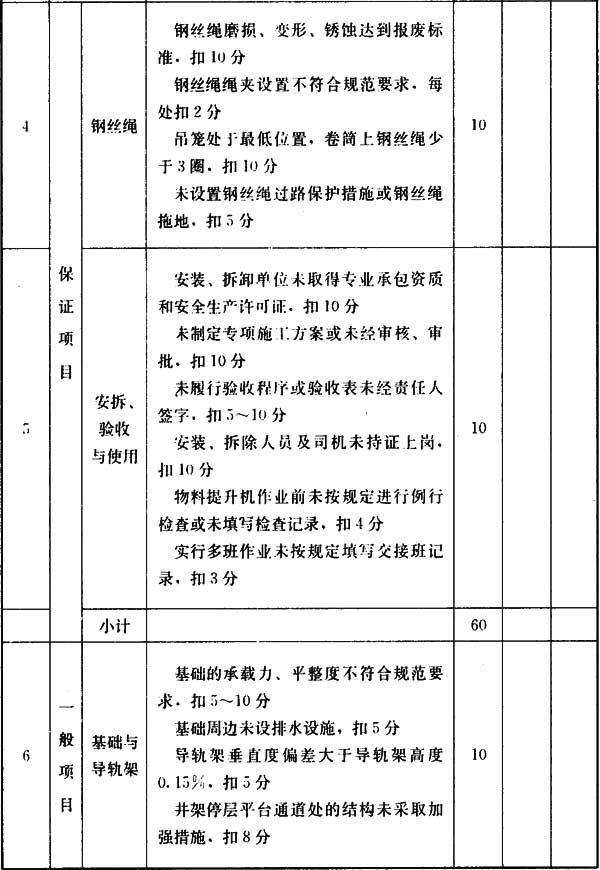 4
保证项目
钢丝绳
钢丝绳磨损、变形、锈蚀达到报废标
准,扣10分
钢丝绳绳夹设置不符合规范要求,每
处扣2分
吊笼处于最低位置,卷筒上钢丝绳少
于3圈,扣10分
未设置钢丝绳过路保护措施或钢丝绳
拖地,扣5分
10
5
安拆、
验收
与使用
安装、拆卸单位未取得专业承包资质
和安全生产许可证,扣10分
未制定专项施工方案或未经审核、审
批,扣10分
未履行验收程序或验收表未经责任人
签字,扣5~10分
安装、拆除人员及司机未持证上岗,
扣10分
物料提升机作业前未按规定进行例行
检查或未填写检查记录,扣4分
实行多班作业未按规定填写交接班记
录,扣3分
10
小计
60
6
一般项目
基础与
导轨架
基础的承载力、平整度不符合规范要
求,扣5~10分
基础周边未设排水设施,扣5分
导轨架垂直度偏差大于导轨架高度
0.15%,扣5分
井架停层平台通道处的结构未采取加
强措施,扣8分
10